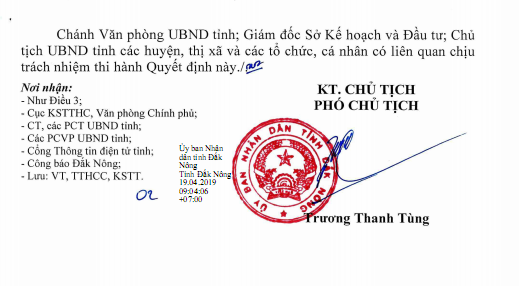 Chánh Văn phòng UBND tỉnh; Giám đốc Sở Kế hoạch và Đầu tư; Chủ
tịch UBND tỉnh các huyện, thị xã và các tổ chức, cá nhân có liên quan chịu
trách nhiệm thi hành Quyết định này./
Nơi nhận:
- Như Điều 3;
- Cục KSTTHC, Văn phòng Chính phủ;
- CT, các PCT UBND tỉnh;
- Các PCVP UBND tỉnh;
- Cổng Thông tin điện tử tỉnh;
- Công báo Đắk Nông;
- Lưu: VT, TTHCC, KSTT.
02
Ủy ban Nhân
dân tỉnh Đắk
Nông
Tỉnh Đắk Nông
19.04.2019
09:04:06
+07:00
KT. CHỦ TỊCH
PHÓ CHỦ TỊCH
ỦY BAN NHÂN DÂN TỈNH ĐẮK NÔNG
Trương Thanh Tùng